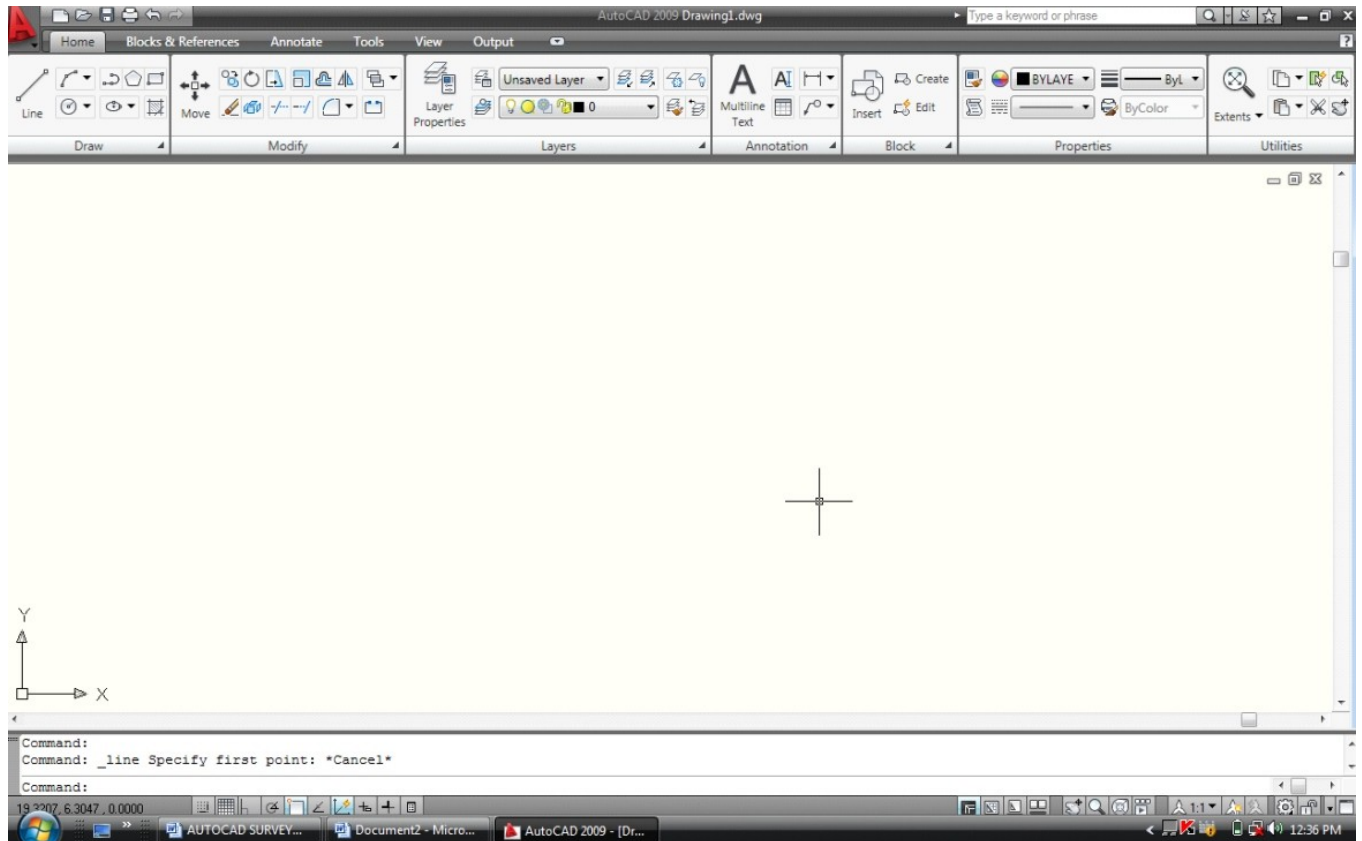 AutoCAD 2009 Drawing1.dwg
Type a keyword or phrase
Home Blocks & References Annotate Tools View Output
Line
Move
Layer Properties
Unsaved Layer
0
A AI
Multiline Text
Insert
Create
Edit
BYLAYE
ByL
ByColor
Extents
Draw Modify Layers Annotation Block Properties Utilities
Y
X
Command:
Command: _line Specify first point: *Cancel*
Command:
19.3207, 6.3047, 0.0000
1:1
AUTOCAD SURVEY... Document2 - Micro... AutoCAD 2009 - [Dr... 12:36 PM